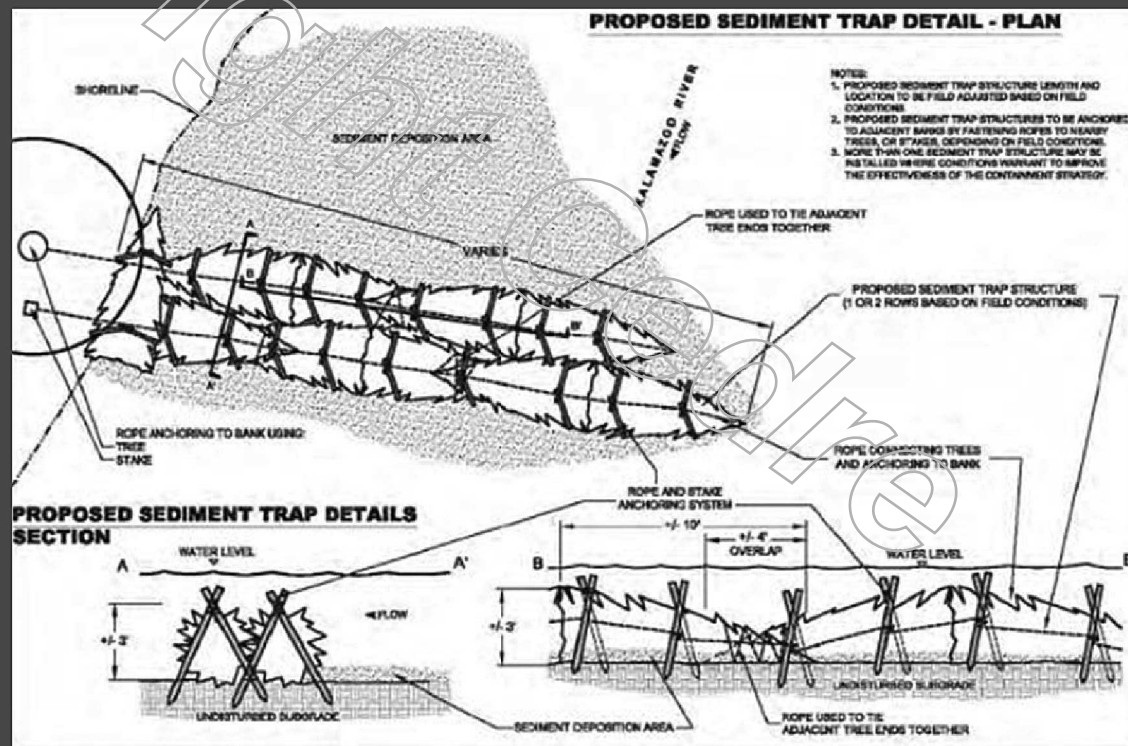 PROPOSED SEDIMENT TRAP DETAIL - PLAN
NOTES:
1. PROPOSED SEDIMENT TRAP STRUCTURE LENGTH AND
LOCATION TO BE FIELD ADJUSTED BASED ON FIELD
CONDITIONS.
2. PROPOSED SEDIMENT TRAP STRUCTURES TO BE ANCHORED
TO ADJACENT BANKS BY FASTENING ROPES TO NEARBY
TREES, OR STAKES, DEPENDING ON FIELD CONDITIONS.
3. MORE THAN ONE SEDIMENT TRAP STRUCTURE MAY BE
INSTALLED WHERE CONDITIONS WARRANT TO IMPROVE
THE EFFECTIVENESS OF THE CONTAINMENT STRATEGY.
SHORELINE
SEDIMENT DEPOSITION AREA
KALAMAZOO RIVER
FLOW
ROPE USED TO TIE ADJACENT
TREE ENDS TOGETHER
VARIES
A
B
B'
A'
PROPOSED SEDIMENT TRAP STRUCTURE
(1 OR 2 ROWS BASED ON FIELD CONDITIONS)
ROPE ANCHORING TO BANK USING:
TREE
STAKE
ROPE CONNECTING TREES
AND ANCHORING TO BANK
ROPE AND STAKE
ANCHORING SYSTEM
PROPOSED SEDIMENT TRAP DETAILS
SECTION
A
WATER LEVEL
A'
+/- 3'
FLOW
UNDISTURBED SUBGRADE
SEDIMENT DEPOSITION AREA
B
+/- 10'
+/- 4'
OVERLAP
WATER LEVEL
+/- 3'
UNDISTURBED SUBGRADE
ROPE USED TO TIE
ADJACENT TREE ENDS TOGETHER